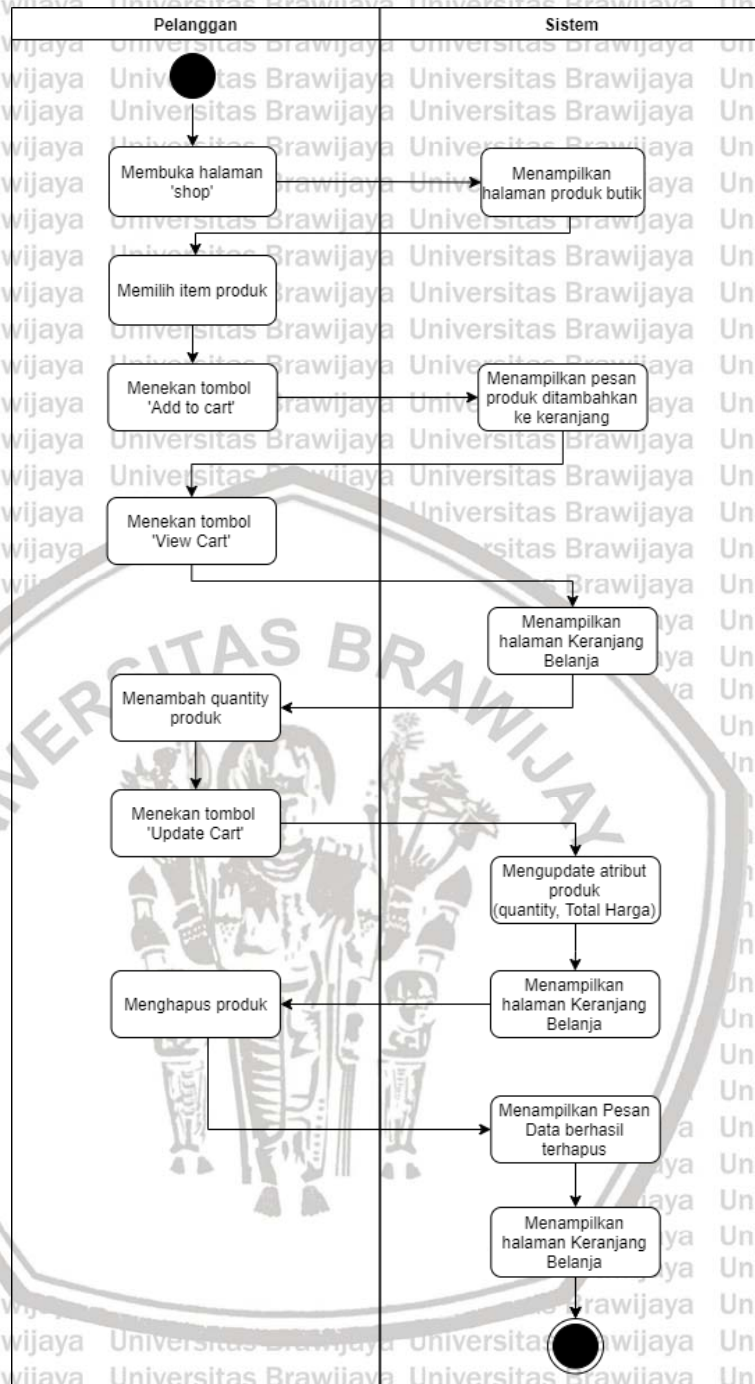 Pelanggan
Sistem
Membuka halaman
'shop'
Menampilkan
halaman produk butik
Memilih item produk
Menekan tombol
'Add to cart'
Menampilkan pesan
produk ditambahkan
ke keranjang
Menekan tombol
'View Cart'
Menampilkan
halaman Keranjang
Belanja
Menambah quantity
produk
Menekan tombol
'Update Cart'
Mengupdate atribut
produk
(quantity, Total Harga)
Menampilkan
halaman Keranjang
Belanja
Menghapus produk
Menampilkan Pesan
Data berhasil
terhapus
Menampilkan
halaman Keranjang
Belanja
Universitas Brawijaya